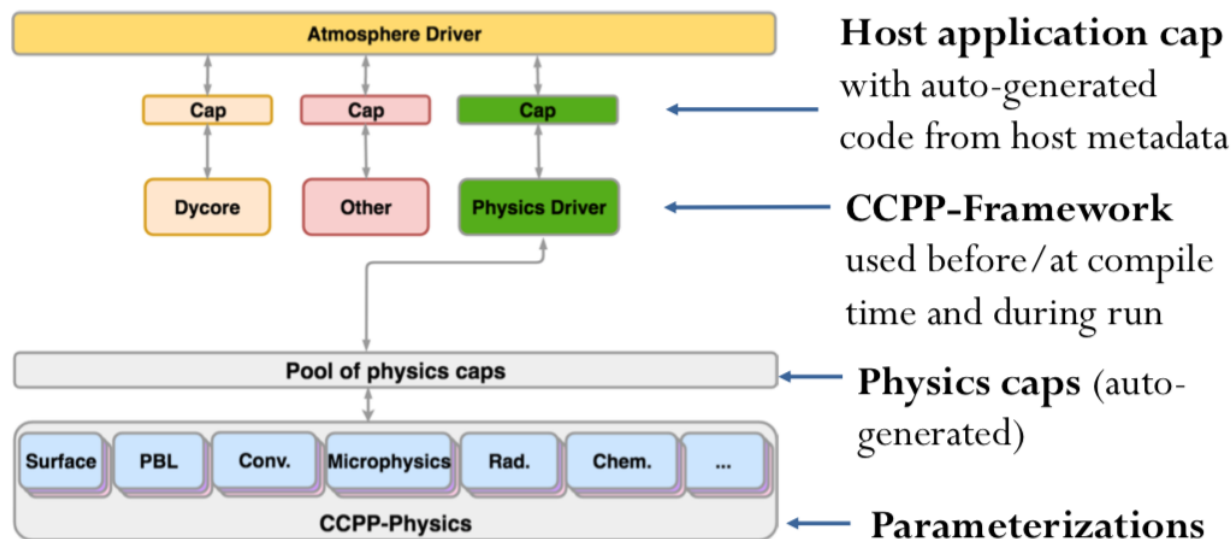 Atmosphere Driver
Cap
Cap
Cap
Dycore
Other
Physics Driver
Pool of physics caps
Surface
PBL
Conv.
Microphysics
Rad.
Chem.
...
CCPP-Physics
Host application cap
with auto-generated
code from host metadata
CCPP-Framework
used before/at compile
time and during run
Physics caps (auto-
generated)
Parameterizations